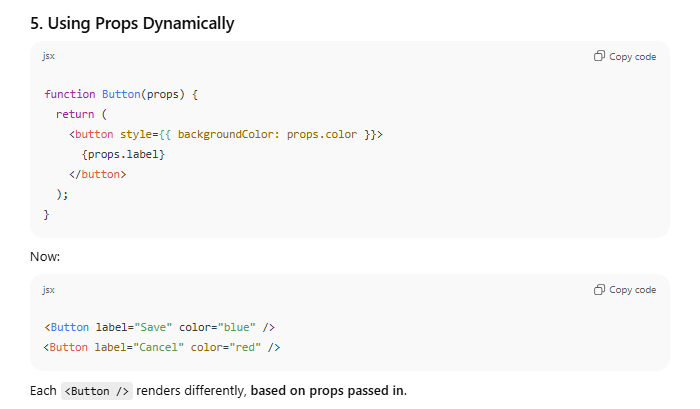 5. Using Props Dynamically
jsx
Copy code
function Button(props) {
  return (
    <button style={{ backgroundColor: props.color }}>
      {props.label}
    </button>
  );
}
Now:
jsx
Copy code
<Button label="Save" color="blue" />
<Button label="Cancel" color="red" />
Each <Button /> renders differently, based on props passed in.